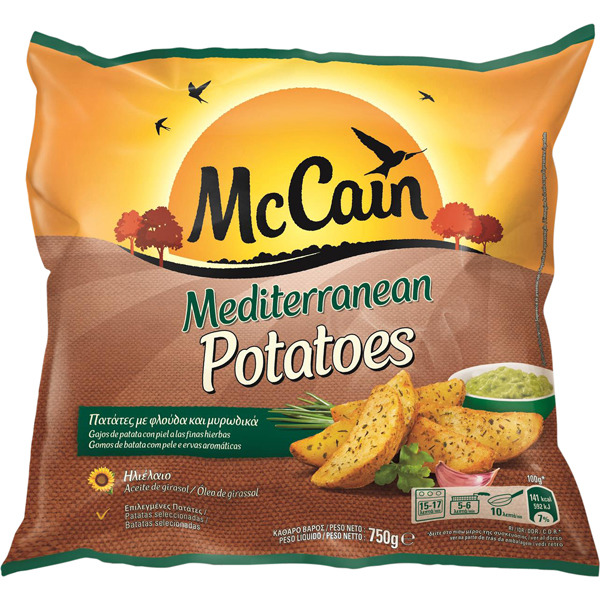 McCain
Mediterranean
Potatoes
Πατάτες με φλούδα και μυρωδικά
Gajos de patata con piel a las finas hierbas
Gomos de batata com pele e ervas aromáticas
Ηλιέλαιο
Aceite de girasol / Óleo de girassol
Επιλεγμένες Πατάτες /
Patatas seleccionadas /
Batatas selecionadas
ΚΑΘΑΡΟ ΒΑΡΟΣ / PESO NETO
PESO LÍQUIDO / PESO NETTO
750g e
15-17
5-6
10
100g*
141 kcal
592 kJ
7%